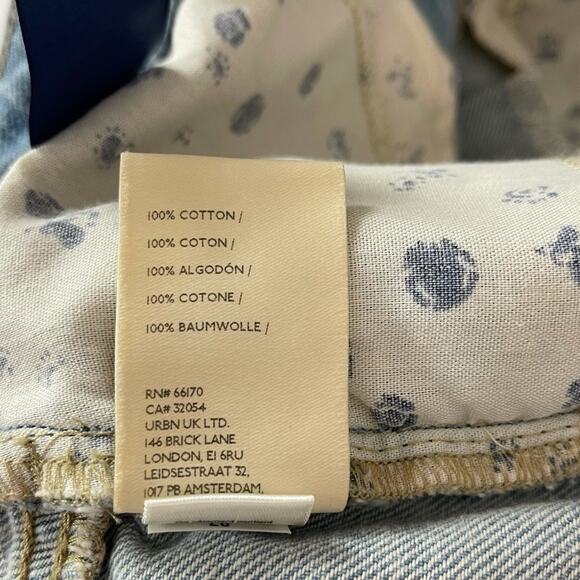 100% COTTON /
100% COTON /
100% ALGODÓN /
100% COTONE /
100% BAUMWOLLE /
RN# 66170
CA# 32054
URBN UK LTD.
146 BRICK LANE
LONDON, E1 6RU
LEIDSESTRAAT 32,
1017 PB AMSTERDAM,